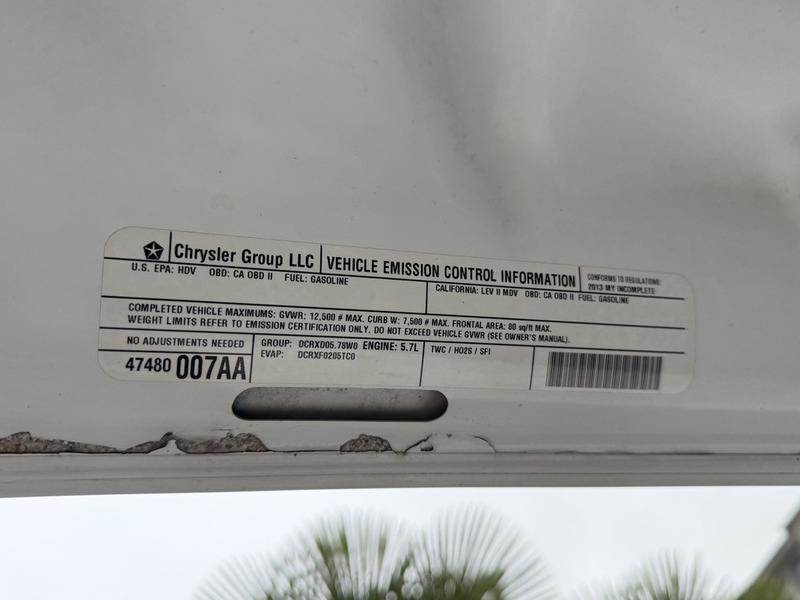 Chrysler Group LLC
VEHICLE EMISSION CONTROL INFORMATION
CONFORMS TO REGULATIONS:
2013 MY INCOMPLETE
U.S. EPA: HDV OBD: CA OBD II FUEL: GASOLINE
CALIFORNIA: LEV II MDV OBD: CA OBD II FUEL: GASOLINE
COMPLETED VEHICLE MAXIMUMS: GVWR: 12,500 # MAX. CURB W: 7,500 # MAX. FRONTAL AREA: 80 sq/ft MAX.
WEIGHT LIMITS REFER TO EMISSION CERTIFICATION ONLY. DO NOT EXCEED VEHICLE GVWR (SEE OWNER'S MANUAL).
NO ADJUSTMENTS NEEDED
47480 007AA
GROUP: DCRXD05.78W0 ENGINE: 5.7L
EVAP: DCRXF0205TC0
TWC / HO2S / SFI